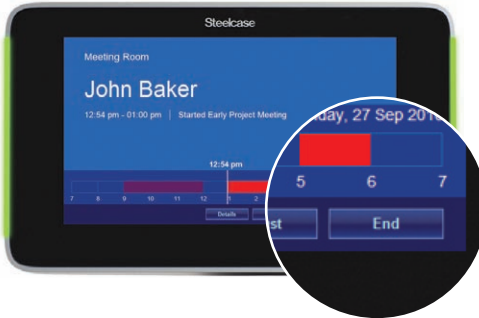 Steelcase
Meeting Room
John Baker
12:54 pm - 01:00 pm | Started Early Project Meeting
day, 27 Sep 201
12:54 pm
7 8 9 10 11 12 1 2
5 6 7
Details
st
End